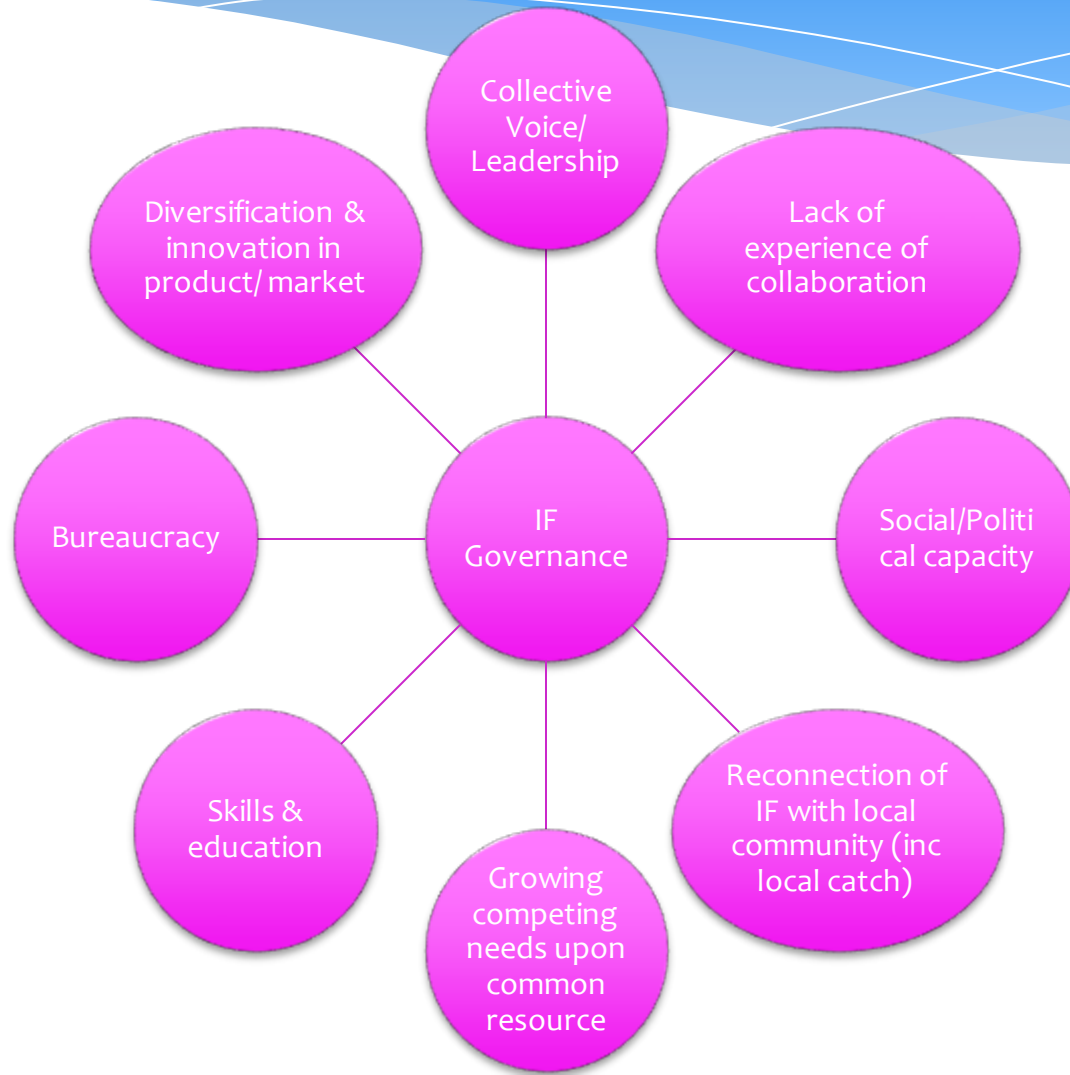 Collective
Voice/
Leadership
Diversification &
innovation in
product/ market
Lack of
experience of
collaboration
Bureaucracy
IF
Governance
Social/Politi
cal capacity
Skills &
education
Reconnection of
IF with local
community (inc
local catch)
Growing
competing
needs upon
common
resource